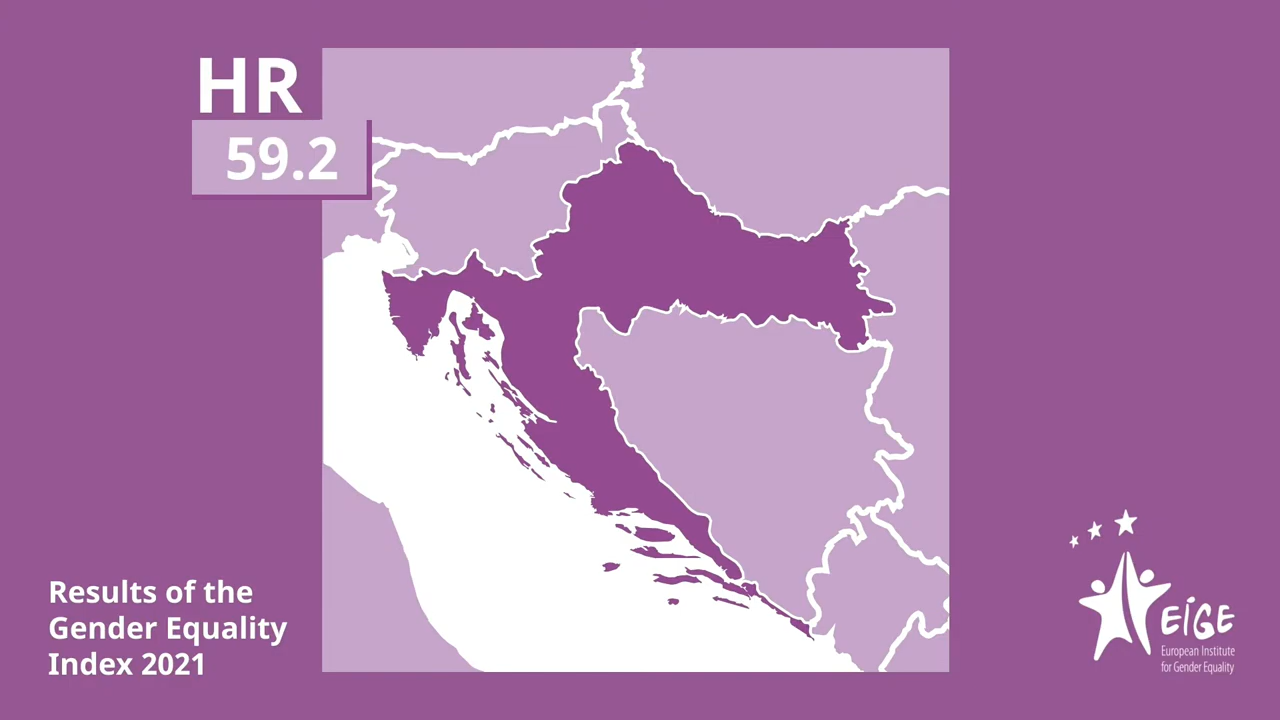 HR
59.2
Results of the
Gender Equality
Index 2021
EIGE
European Institute
for Gender Equality